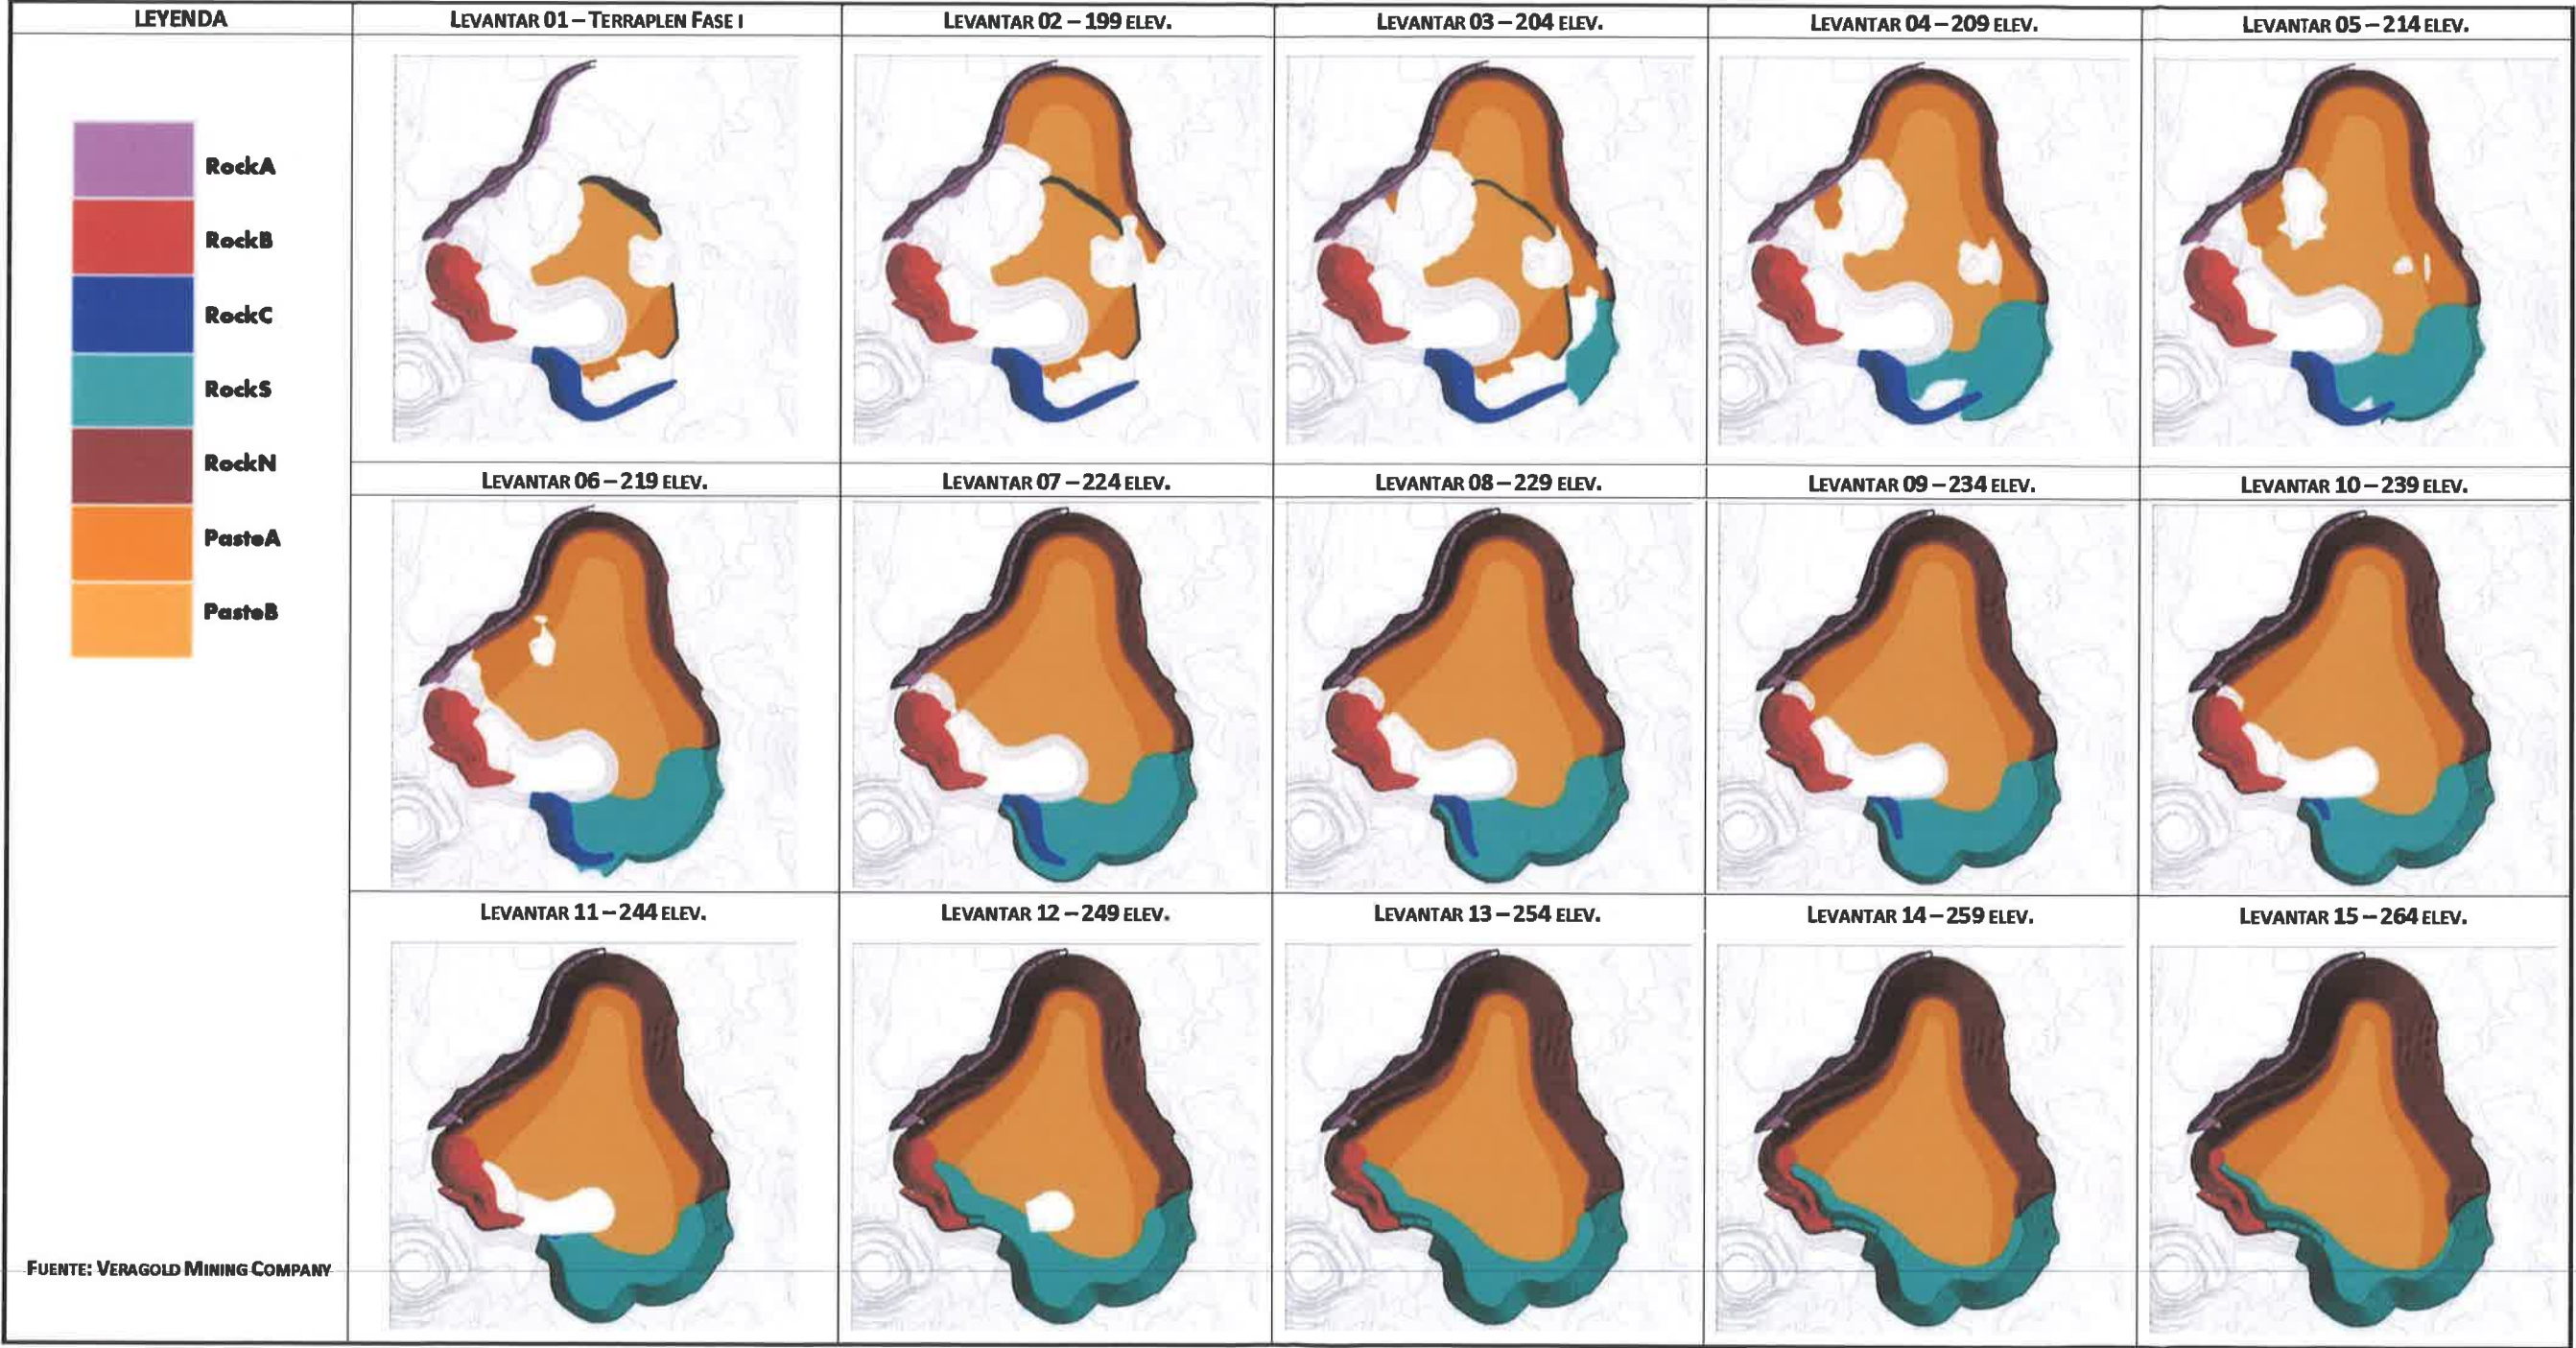 LEYENDA
RockA
RockB
RockC
RockS
RockN
PasteA
PasteB
FUENTE: VERAGOLD MINING COMPANY
LEVANTAR 01 – TERRAPLEN FASE I
LEVANTAR 02 – 199 ELEV.
LEVANTAR 03 – 204 ELEV.
LEVANTAR 04 – 209 ELEV.
LEVANTAR 05 – 214 ELEV.
LEVANTAR 06 – 219 ELEV.
LEVANTAR 07 – 224 ELEV.
LEVANTAR 08 – 229 ELEV.
LEVANTAR 09 – 234 ELEV.
LEVANTAR 10 – 239 ELEV.
LEVANTAR 11 – 244 ELEV.
LEVANTAR 12 – 249 ELEV.
LEVANTAR 13 – 254 ELEV.
LEVANTAR 14 – 259 ELEV.
LEVANTAR 15 – 264 ELEV.